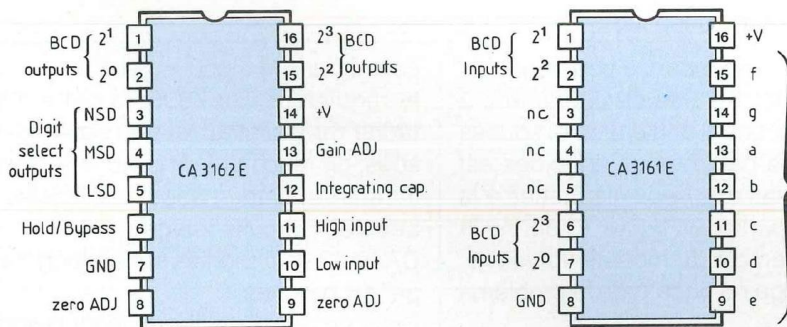 BCD outputs
2¹ 1
2⁰ 2
Digit select outputs
NSD 3
MSD 4
LSD 5
Hold/Bypass 6
GND 7
zero ADJ 8
CA3162E
16 2³
15 2²
BCD outputs
14 +V
13 Gain ADJ
12 Integrating cap.
11 High input
10 Low input
9 zero ADJ
BCD Inputs
2¹ 1
2² 2
nc 3
nc 4
nc 5
BCD Inputs
2³ 6
2⁰ 7
GND 8
CA3161E
16 +V
15 f
14 g
13 a
12 b
11 c
10
9 e